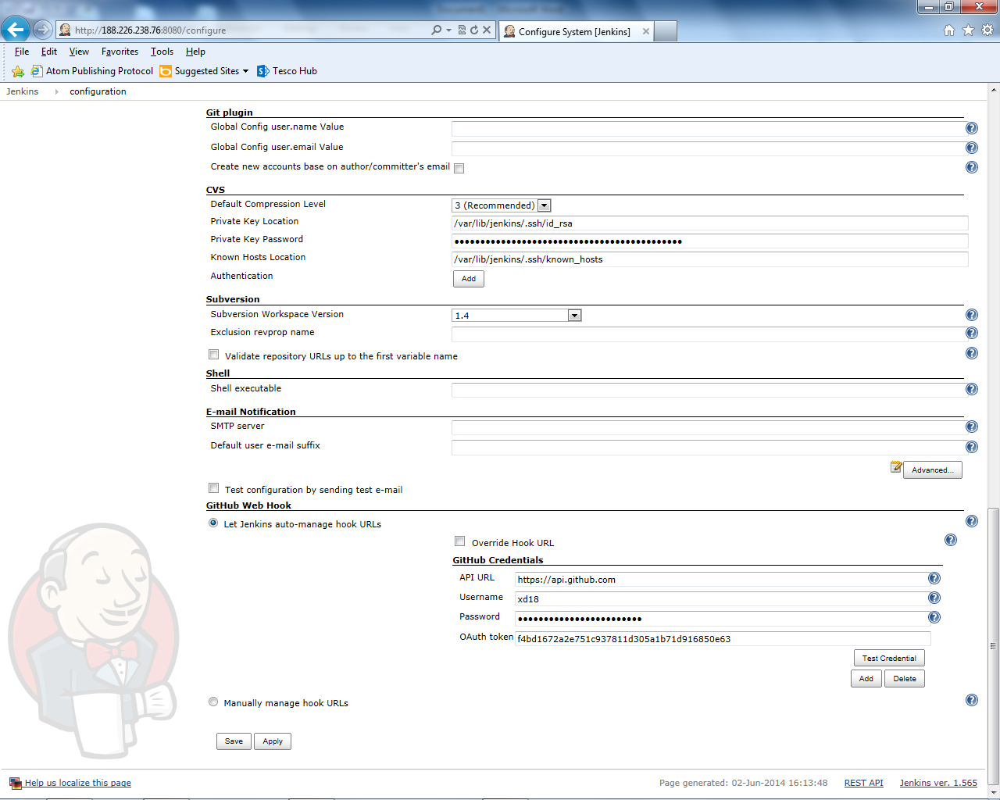 http://188.226.238.76:8080/configure
Configure System [Jenkins]
File Edit View Favorites Tools Help
Atom Publishing Protocol Suggested Sites Tesco Hub
Jenkins configuration
Git plugin
Global Config user.name Value
Global Config user.email Value
Create new accounts base on author/committer's email
CVS
Default Compression Level 3 (Recommended)
Private Key Location /var/lib/jenkins/.ssh/id_rsa
Private Key Password ••••••••••••••••••••••••••••••••••••••••••••
Known Hosts Location /var/lib/jenkins/.ssh/known_hosts
Authentication Add
Subversion
Subversion Workspace Version 1.4
Exclusion revprop name
Validate repository URLs up to the first variable name
Shell
Shell executable
E-mail Notification
SMTP server
Default user e-mail suffix
Advanced...
Test configuration by sending test e-mail
GitHub Web Hook
Let Jenkins auto-manage hook URLs
Override Hook URL
GitHub Credentials
API URL https://api.github.com
Username xd18
Password ••••••••••••••••••••••••
OAuth token f4bd1672a2e751c937811d305a1b71d916850e63
Test Credential
Add Delete
Manually manage hook URLs
Save Apply
Help us localize this page Page generated: 02-Jun-2014 16:13:48 REST API Jenkins ver. 1.565